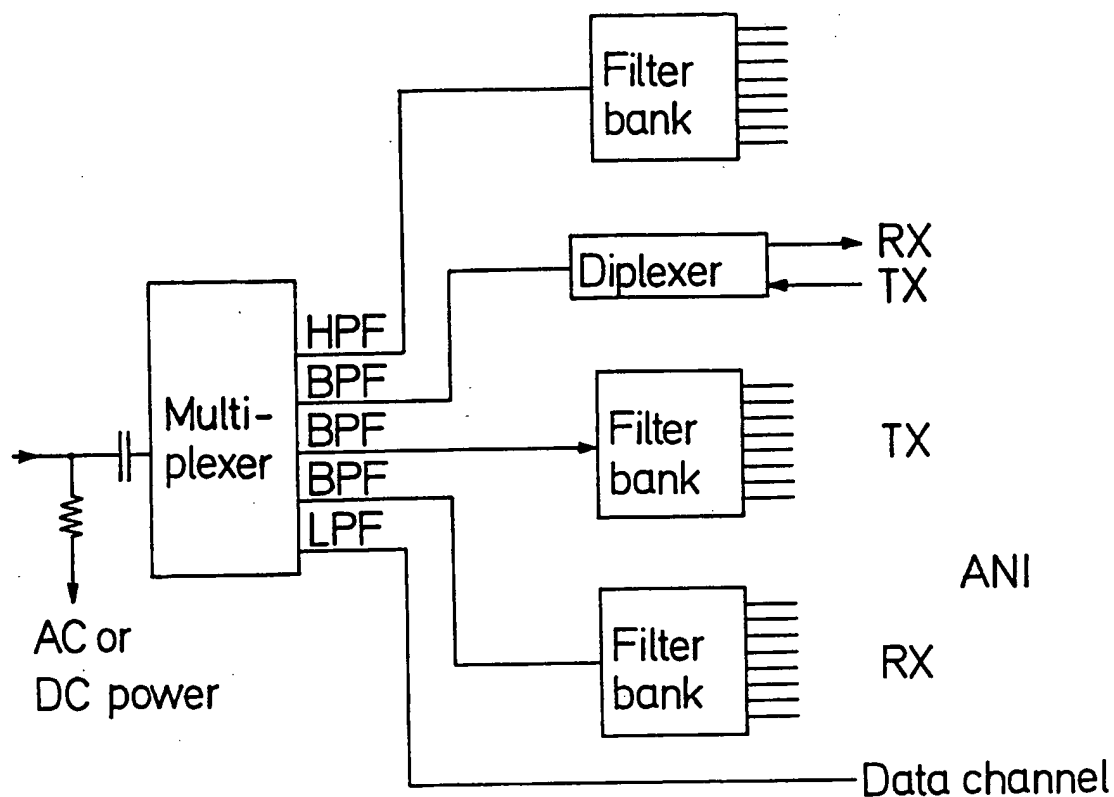 Filter
bank
RX
Diplexer
TX
HPF
BPF
Multi-
plexer
BPF
BPF
LPF
Filter
bank
TX
ANI
AC or
DC power
Filter
bank
RX
Data channel